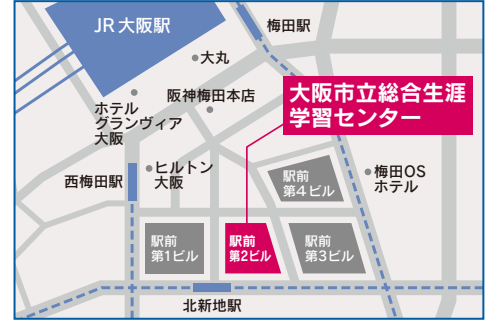 JR大阪駅
梅田駅
大丸
ホテル
グランヴィア
大阪
阪神梅田本店
大阪市立総合生涯
学習センター
西梅田駅
ヒルトン
大阪
駅前
第4ビル
梅田OS
ホテル
駅前
第1ビル
駅前
第2ビル
駅前
第3ビル
北新地駅